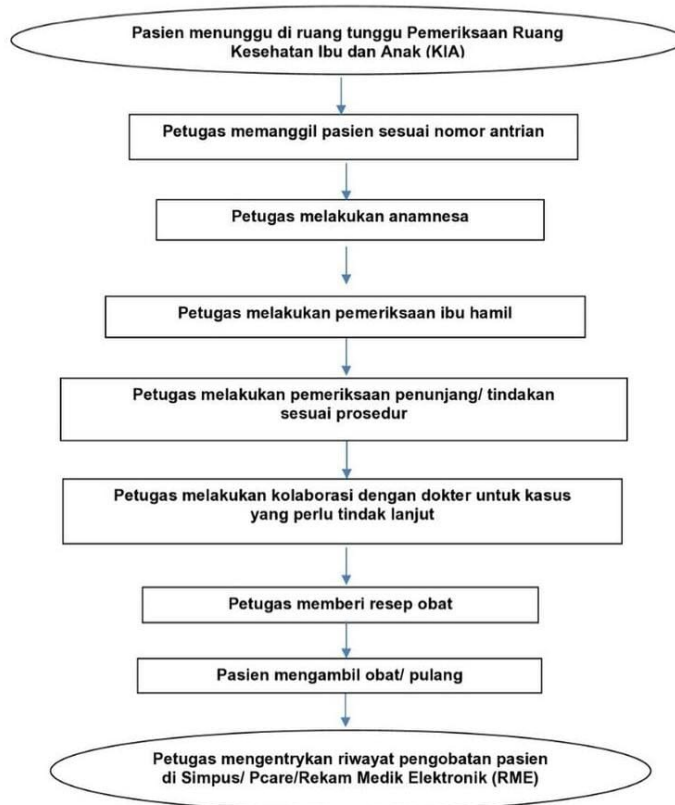 Pasien menunggu di ruang tunggu Pemeriksaan Ruang
Kesehatan Ibu dan Anak (KIA)
Petugas memanggil pasien sesuai nomor antrian
Petugas melakukan anamnesa
Petugas melakukan pemeriksaan ibu hamil
Petugas melakukan pemeriksaan penunjang/ tindakan
sesuai prosedur
Petugas melakukan kolaborasi dengan dokter untuk kasus
yang perlu tindak lanjut
Petugas memberi resep obat
Pasien mengambil obat/ pulang
Petugas mengentrykan riwayat pengobatan pasien
di Simpus/ Pcare/Rekam Medik Elektronik (RME)